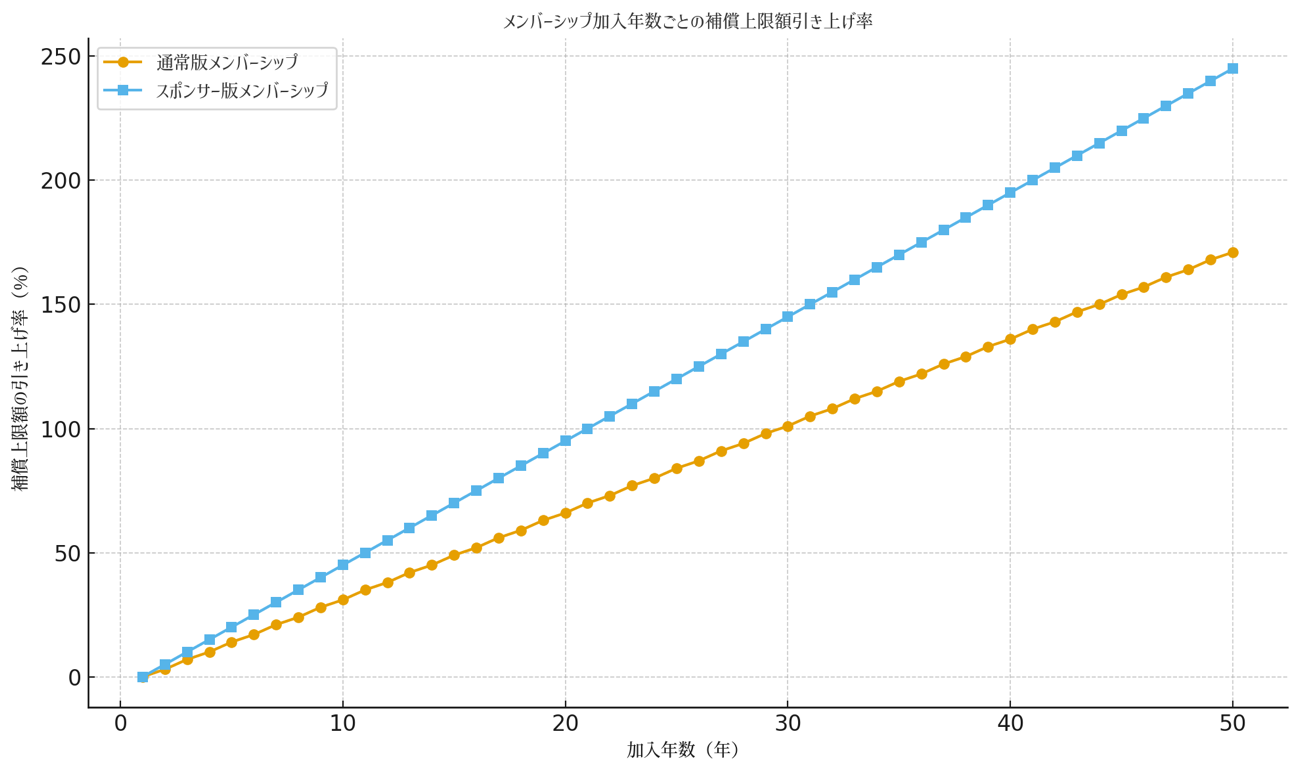 メンバーシップ加入年数ごとの補償上限額引き上げ率
通常版メンバーシップ
スポンサー版メンバーシップ
補償上限額の引き上げ率（%）
250
200
150
100
50
0
0 10 20 30 40 50
加入年数（年）